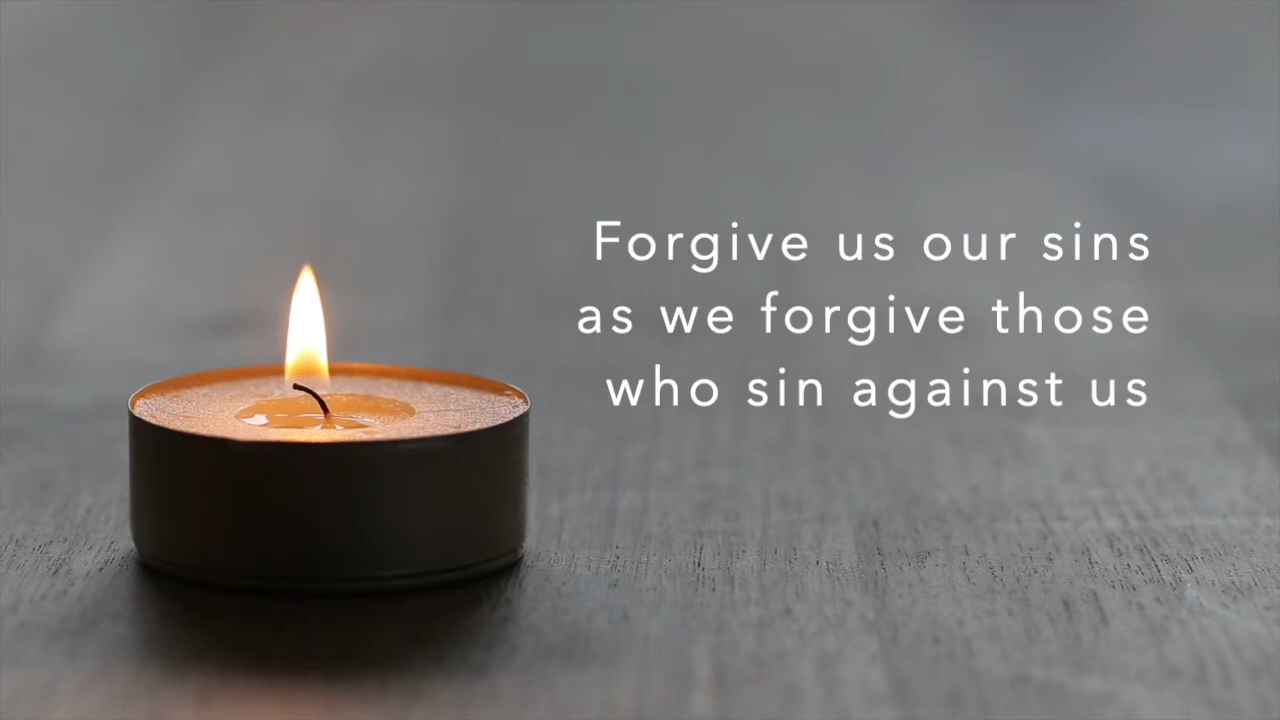 Forgive us our sins
as we forgive those
who sin against us